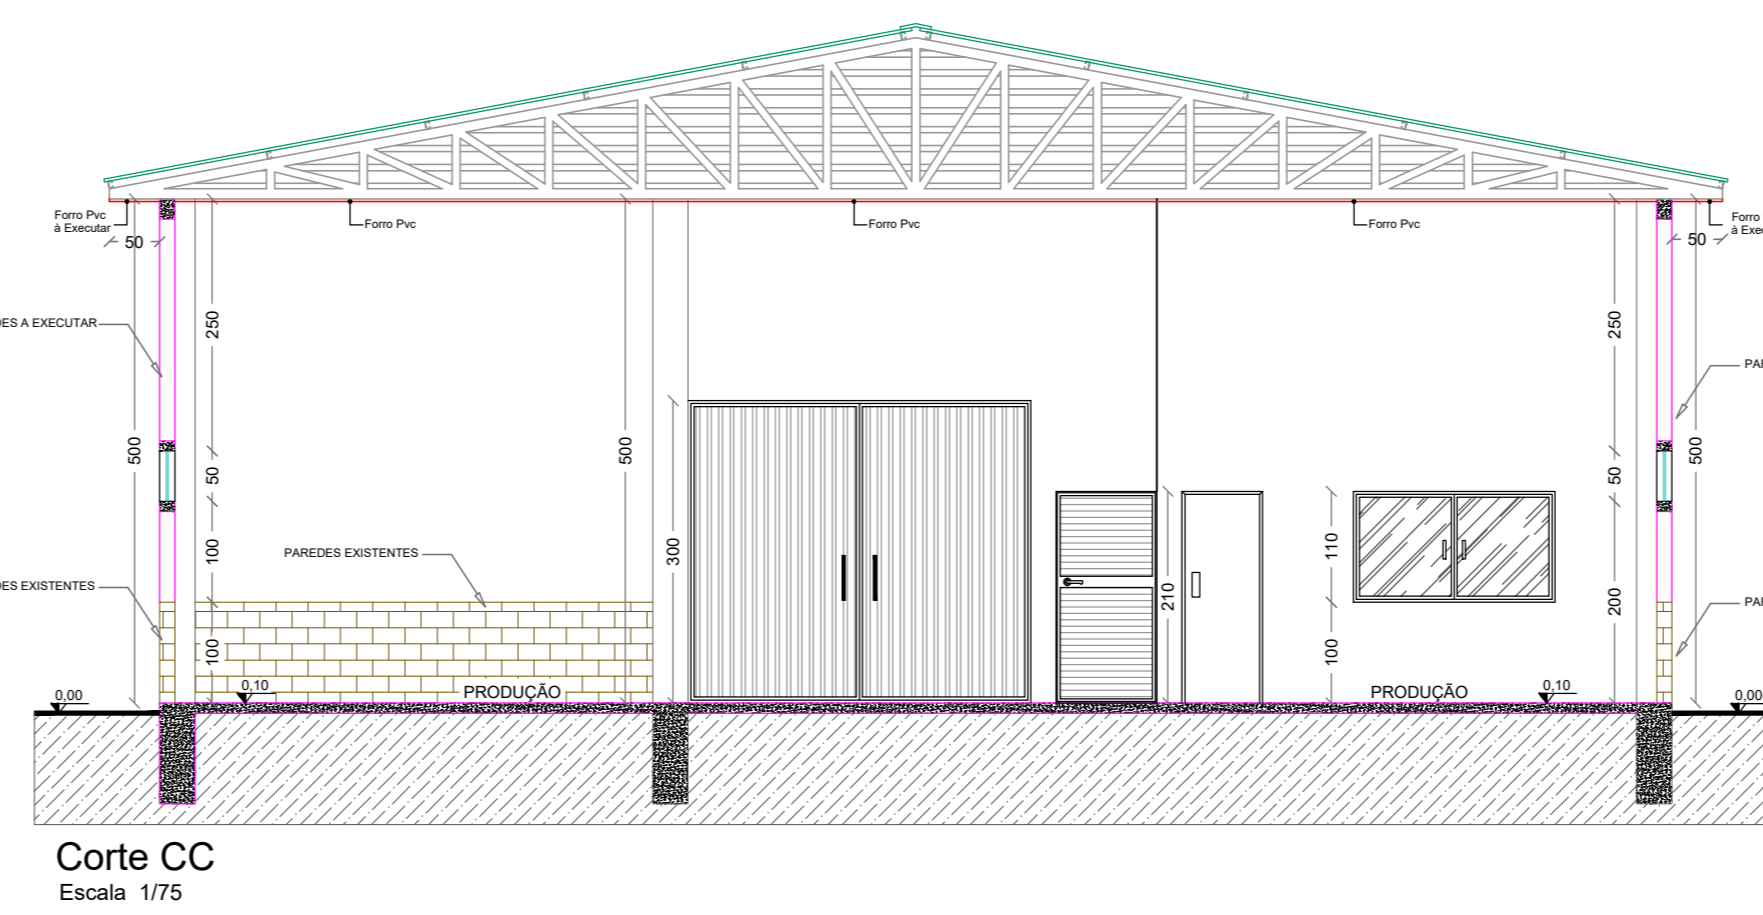 Forro Pvc
à Executar
50
Forro Pvc
Forro Pvc
Forro Pvc
Forro
à Exec
50
DES A EXECUTAR
250
500
50
100
100
500
300
210
110
100
250
50
200
500
PAR
PAREDES EXISTENTES
DES EXISTENTES
PAR
0,00
0,10
PRODUÇÃO
PRODUÇÃO
0,10
0,00
Corte CC
Escala 1/75